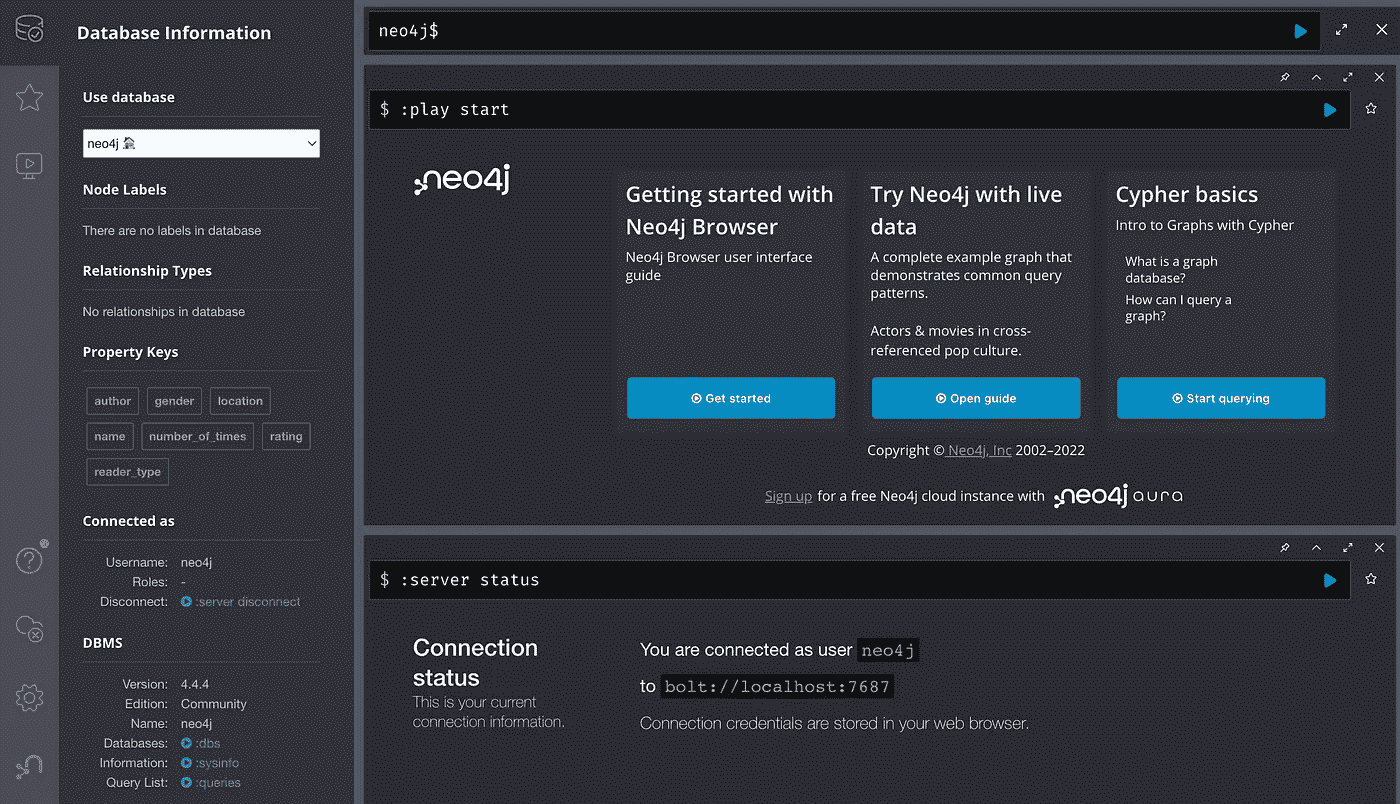 Database Information
Use database
neo4j
Node Labels
There are no labels in database
Relationship Types
No relationships in database
Property Keys
author gender location
name number_of_times rating
reader_type
Connected as
Username: neo4j
Roles: -
Disconnect: :server disconnect
DBMS
Version: 4.4.4
Edition: Community
Name: neo4j
Databases: :dbs
Information: :sysinfo
Query List: :queries
neo4j$
$ :play start
neo4j
Getting started with
Neo4j Browser
Neo4j Browser user interface
guide
Get started
Try Neo4j with live
data
A complete example graph that
demonstrates common query
patterns.
Actors & movies in cross-
referenced pop culture.
Open guide
Cypher basics
Intro to Graphs with Cypher
What is a graph
database?
How can I query a
graph?
Start querying
Copyright © Neo4j, Inc 2002–2022
Sign up for a free Neo4j cloud instance with neo4j aura
$ :server status
Connection
status
This is your current
connection information.
You are connected as user neo4j
to bolt://localhost:7687
Connection credentials are stored in your web browser.